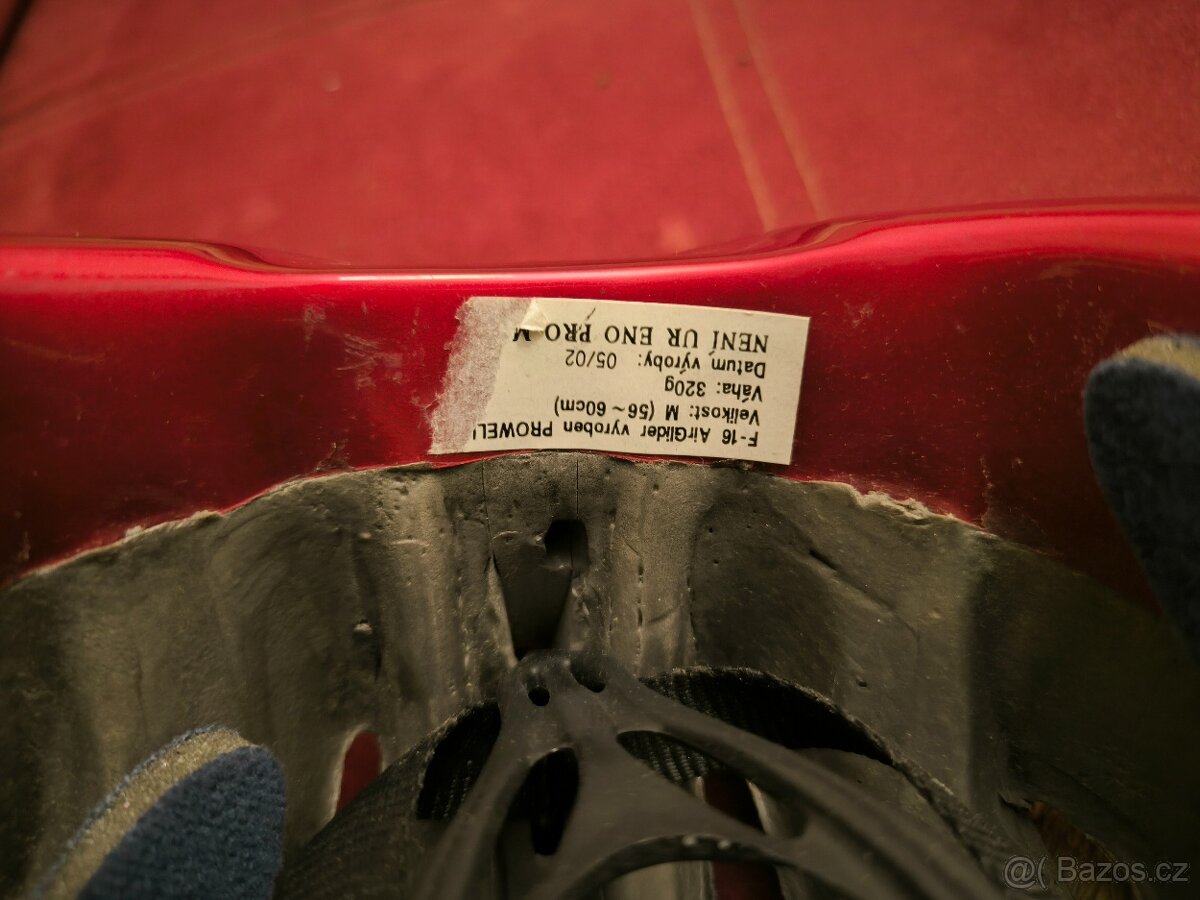 F-16 AirGlider vyroben PROWELL
Velikost: M (56~60cm)
Váha: 320g
Datum výroby: 05/02
NENÍ UR ENO PRO M
@( Bazos.cz